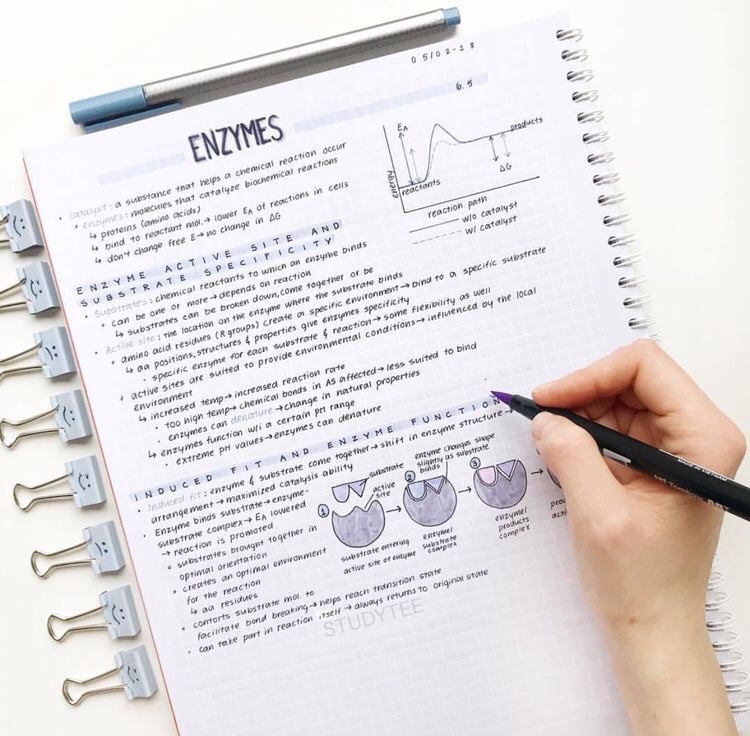 05/02-18
6.5
ENZYMES
• catalyst: a substance that helps a chemical reaction occur
• enzymes: molecules that catalyze biochemical reactions
↳ proteins (amino acids)
↳ bind to reactant mol. → lower EA of reactions in cells
↳ don't change free E → no change in ΔG
EA
products
ENERGY
reactants
ΔG
reaction path
w/o catalyst
w/ catalyst
ENZYME ACTIVE SITE AND
SUBSTRATE SPECIFICITY
• Substrates: chemical reactants to which an enzyme binds
• can be one or more → depends on reaction
↳ substrates can be broken down, come together or be
• Active site: the location on the enzyme where the substrate binds
• amino acid residues (R groups) create a specific environment → bind to a specific substrate
↳ aa positions, structures & properties give enzymes specificity
• specific enzyme for each substrate & reaction → some flexibility as well
• active sites are suited to provide environmental conditions → influenced by the local
environment
↳ increased temp → increased reaction rate
• too high temp → chemical bonds in AS affected → less suited to bind
• enzymes can denature → change in natural properties
↳ enzymes function w/i a certain pH range
• extreme pH values → enzymes can denature
INDUCED FIT AND ENZYME FUNCTION
• Induced fit: enzyme & substrate come together → shift in enzyme structure →
arrangement → maximized catalysis ability
• Enzyme binds substrate → enzyme-
substrate complex → EA lowered
→ reaction is promoted
• substrates brought together in
optimal orientation
• creates an optimal environment
for the reaction
↳ aa residues
• contorts substrate mol. to
facilitate bond breaking → helps reach transition state
• can take part in reaction itself → always returns to original state
1
substrate
active
site
substrate entering
active site of enzyme
2
enzyme changes shape
slightly as substrate
binds
enzyme/
substrate
complex
3
enzyme/
products
complex
STUDYTEE